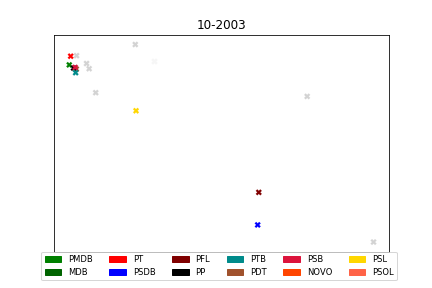 10-2003
PMDB PT PFL PTB PSB PSL
MDB PSDB PP PDT NOVO PSOL